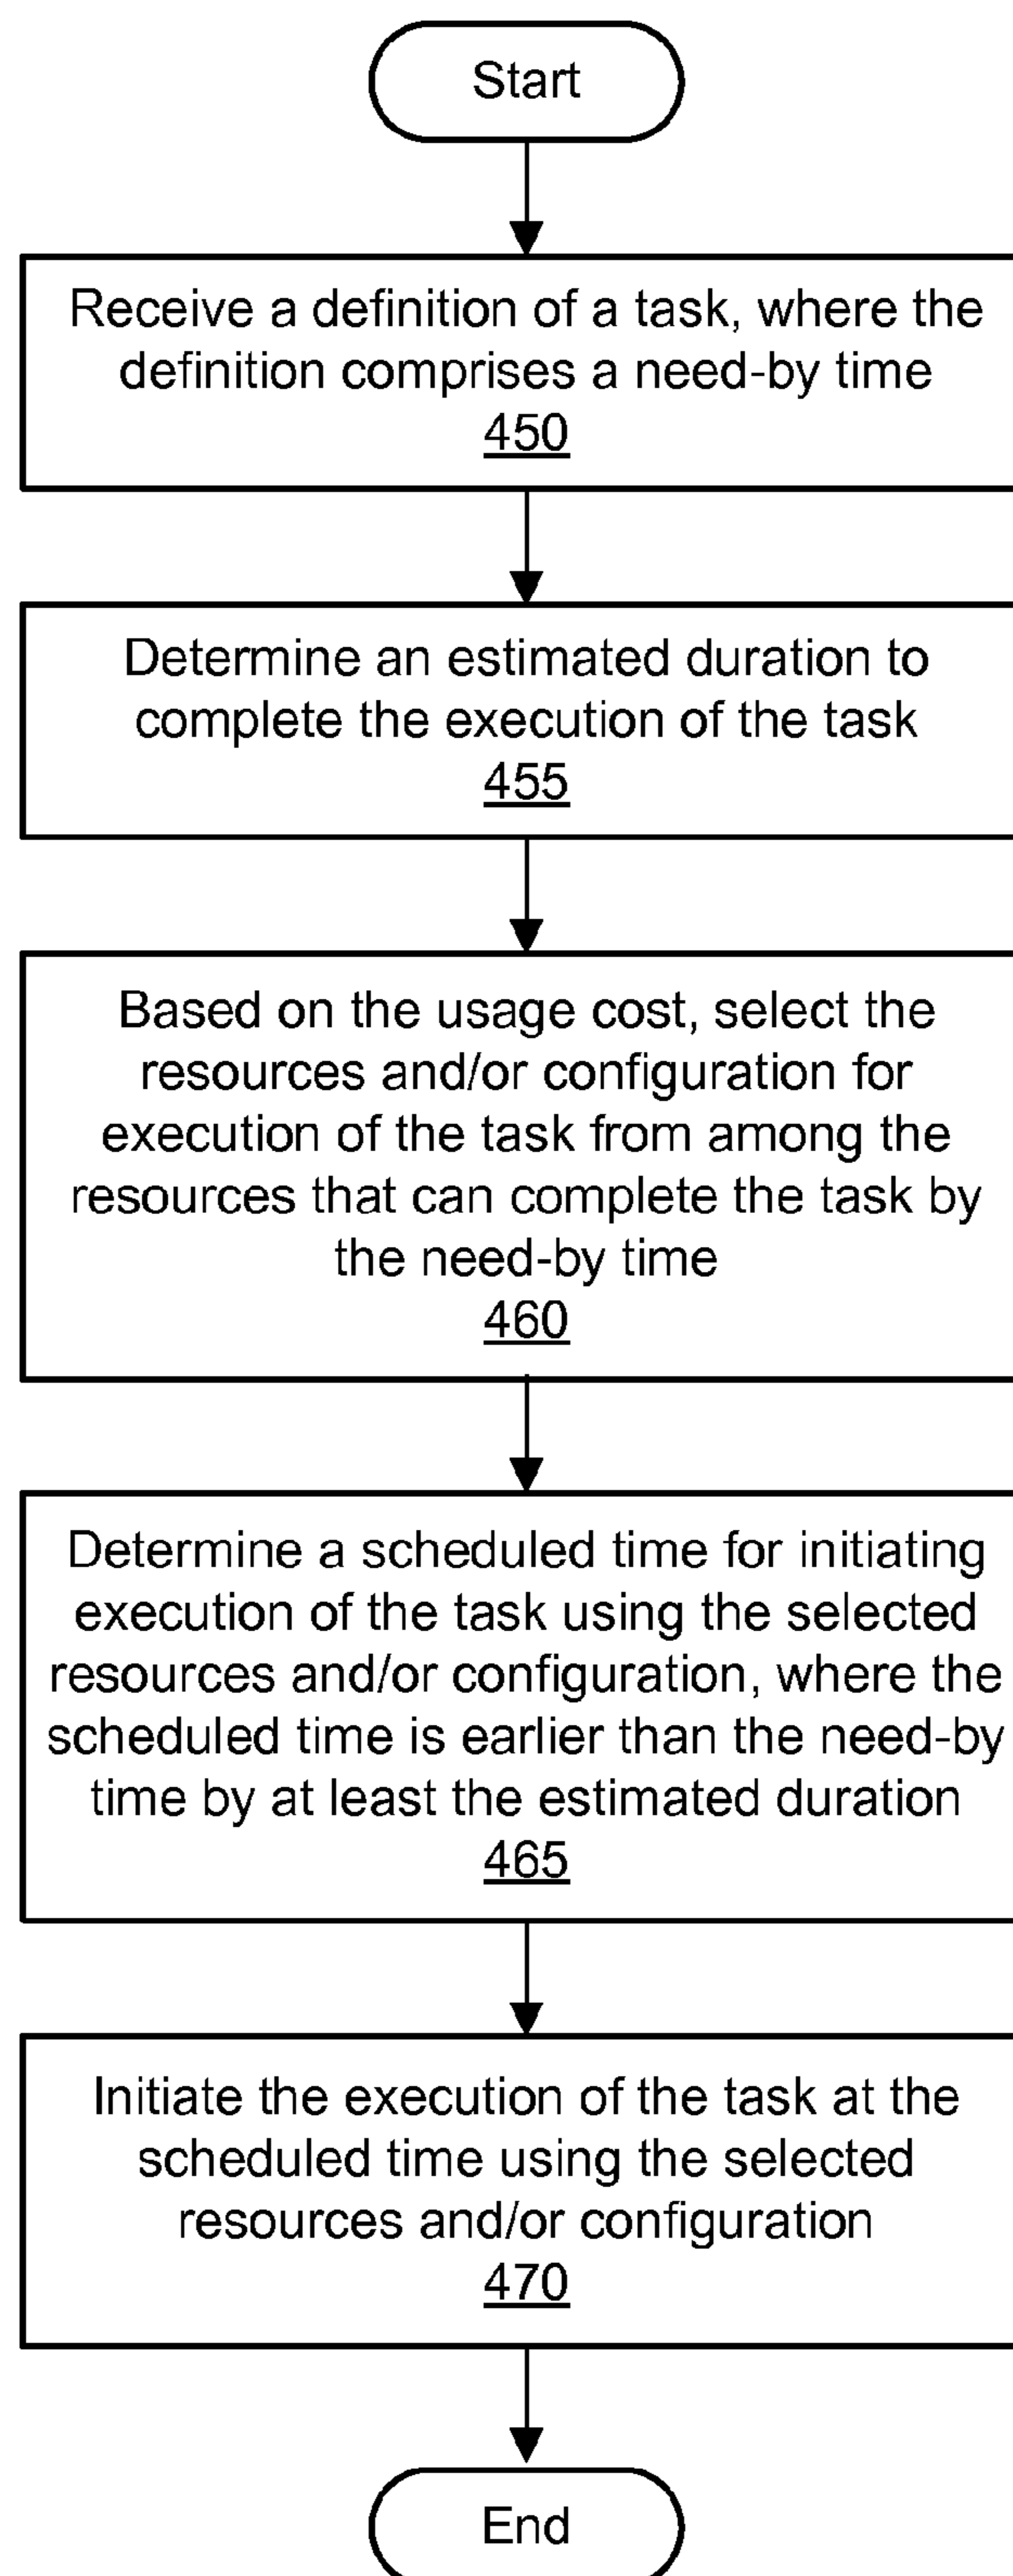 Start
Receive a definition of a task, where the
definition comprises a need-by time
450
Determine an estimated duration to
complete the execution of the task
455
Based on the usage cost, select the
resources and/or configuration for
execution of the task from among the
resources that can complete the task by
the need-by time
460
Determine a scheduled time for initiating
execution of the task using the selected
resources and/or configuration, where the
scheduled time is earlier than the need-by
time by at least the estimated duration
465
Initiate the execution of the task at the
scheduled time using the selected
resources and/or configuration
470
End